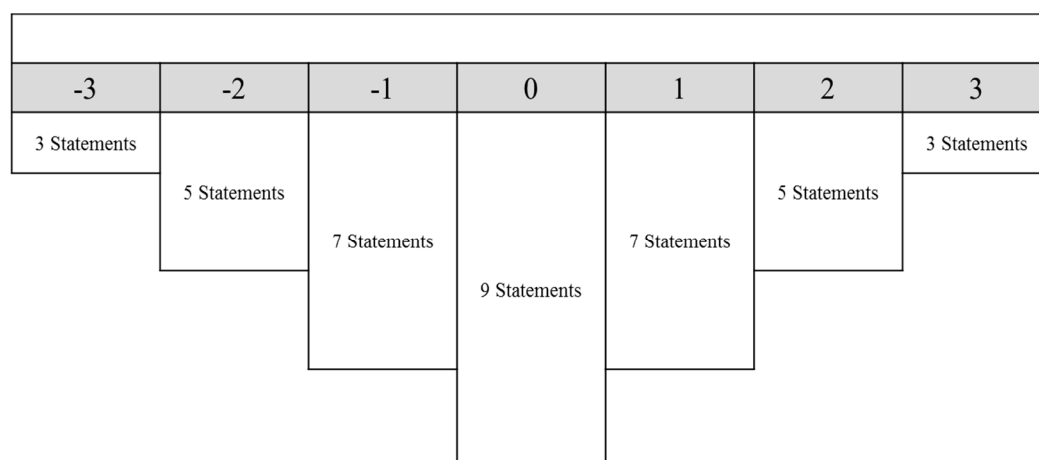 -3 -2 -1 0 1 2 3
3 Statements 3 Statements
5 Statements 5 Statements
7 Statements 7 Statements
9 Statements